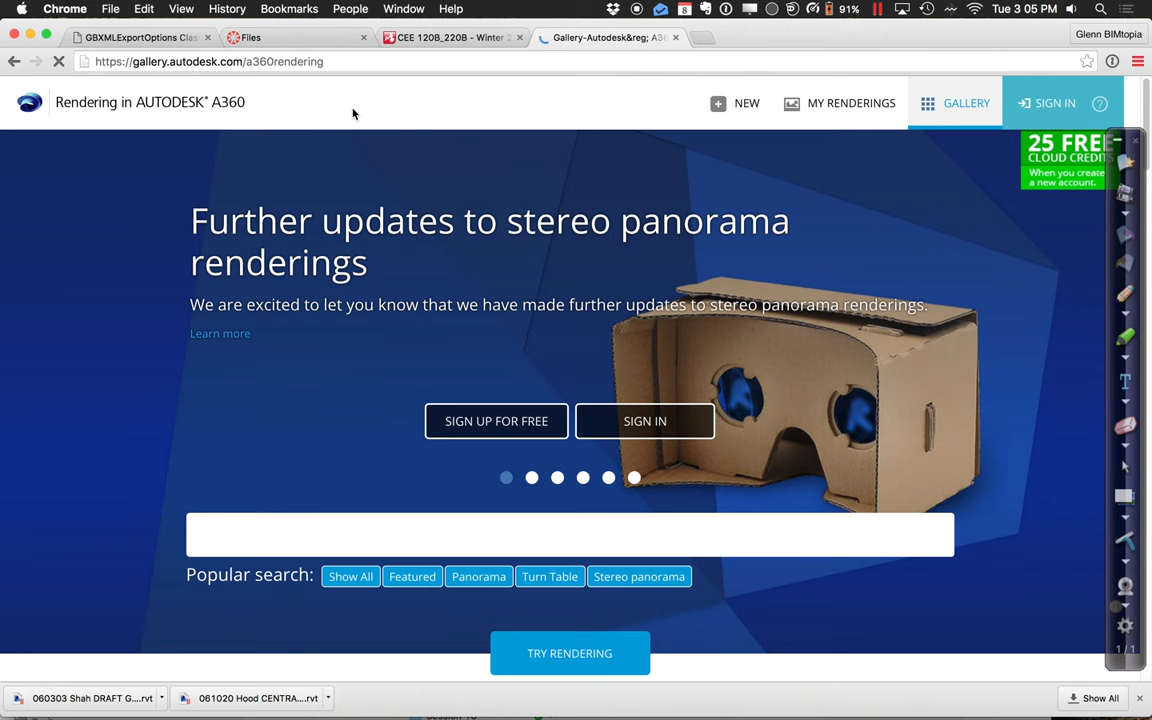 Chrome File Edit View History Bookmarks People Window Help 8 91% Tue 3 05 PM
GBXMLExportOptions Clas Files CEE 120B_220B - Winter 2 Gallery-Autodesk&reg; A36 Glenn BIMtopia
https://gallery.autodesk.com/a360rendering
Rendering in AUTODESK® A360 NEW MY RENDERINGS GALLERY SIGN IN ?
25 FREE
CLOUD CREDITS
When you create
a new account.
Further updates to stereo panorama
renderings
We are excited to let you know that we have made further updates to stereo panorama renderings.
Learn more
SIGN UP FOR FREE SIGN IN
Popular search: Show All Featured Panorama Turn Table Stereo panorama
TRY RENDERING
T
1/1
060303 Shah DRAFT G....rvt 061020 Hood CENTRA....rvt Show All